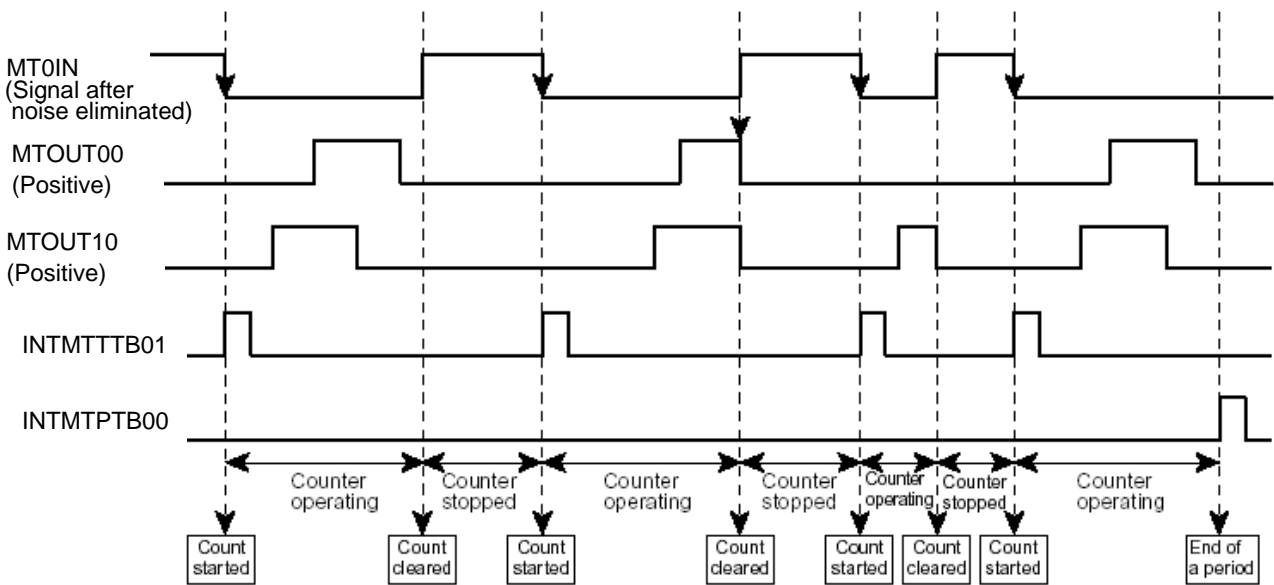 MT0IN
(Signal after
noise eliminated)
MTOUT00
(Positive)
MTOUT10
(Positive)
INTMTTTB01
INTMTPTB00
Counter
operating
Counter
stopped
Counter
operating
Counter
stopped
Counter
operating
Counter
stopped
Counter
operating
Count
started
Count
cleared
Count
started
Count
cleared
Count
started
Count
cleared
Count
started
End of
a period